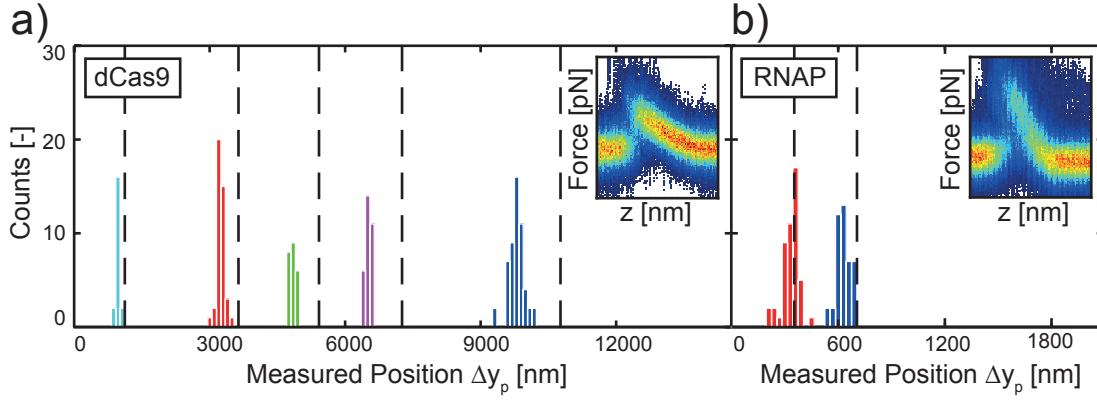 a)
dCas9
30
20
10
0
Counts [-]
0 3000 6000 9000 12000
Measured Position Δy_p [nm]
Force [pN]
z [nm]
b)
RNAP
0 600 1200 1800
Measured Position Δy_p [nm]
Force [pN]
z [nm]